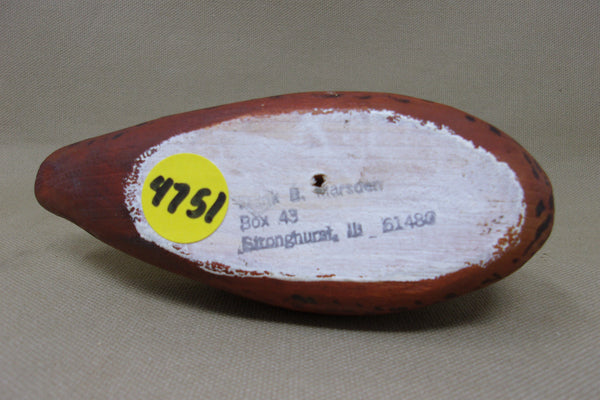 4751
B. Marsden
Box 43
Stronghurst, Ill 61480